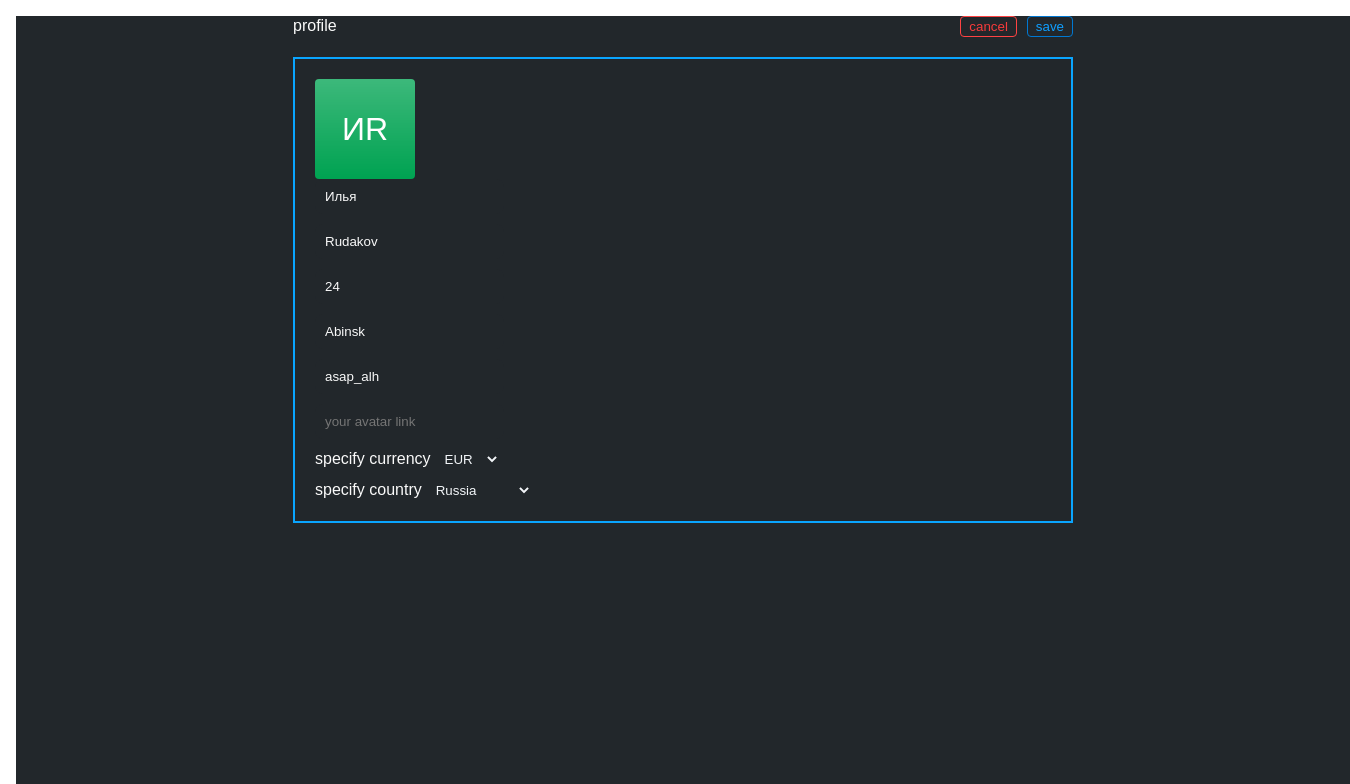 profile cancel save
ИR
Илья
Rudakov
24
Abinsk
asap_alh
your avatar link
specify currency EUR
specify country Russia